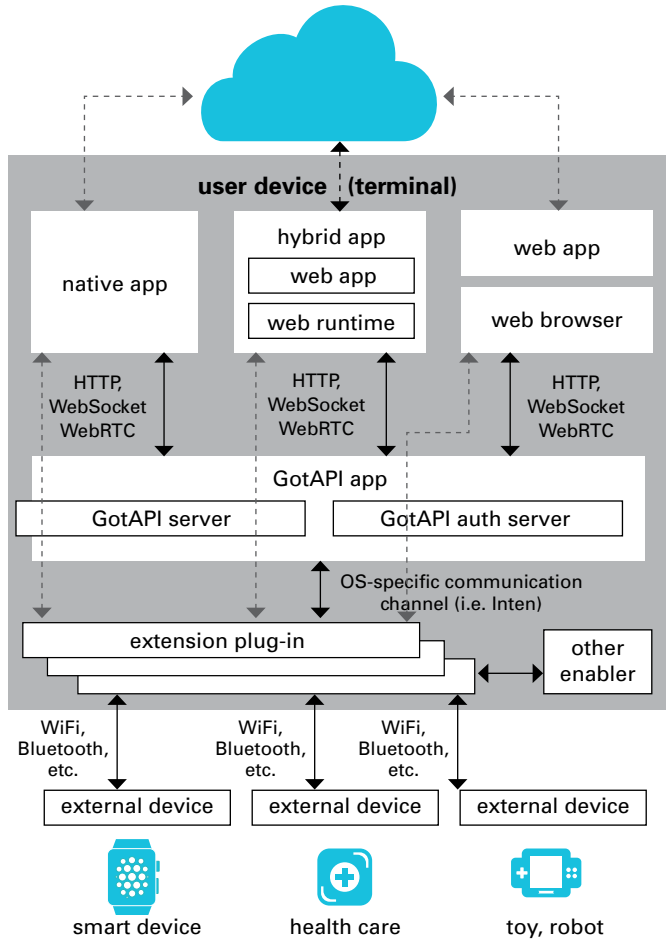 user device (terminal)
native app
hybrid app
web app
web runtime
web app
web browser
HTTP,
WebSocket
WebRTC
HTTP,
WebSocket
WebRTC
HTTP,
WebSocket
WebRTC
GotAPI app
GotAPI server
GotAPI auth server
OS-specific communication
channel (i.e. Inten)
extension plug-in
other
enabler
WiFi,
Bluetooth,
etc.
WiFi,
Bluetooth,
etc.
WiFi,
Bluetooth,
etc.
external device
external device
external device
smart device
health care
toy, robot